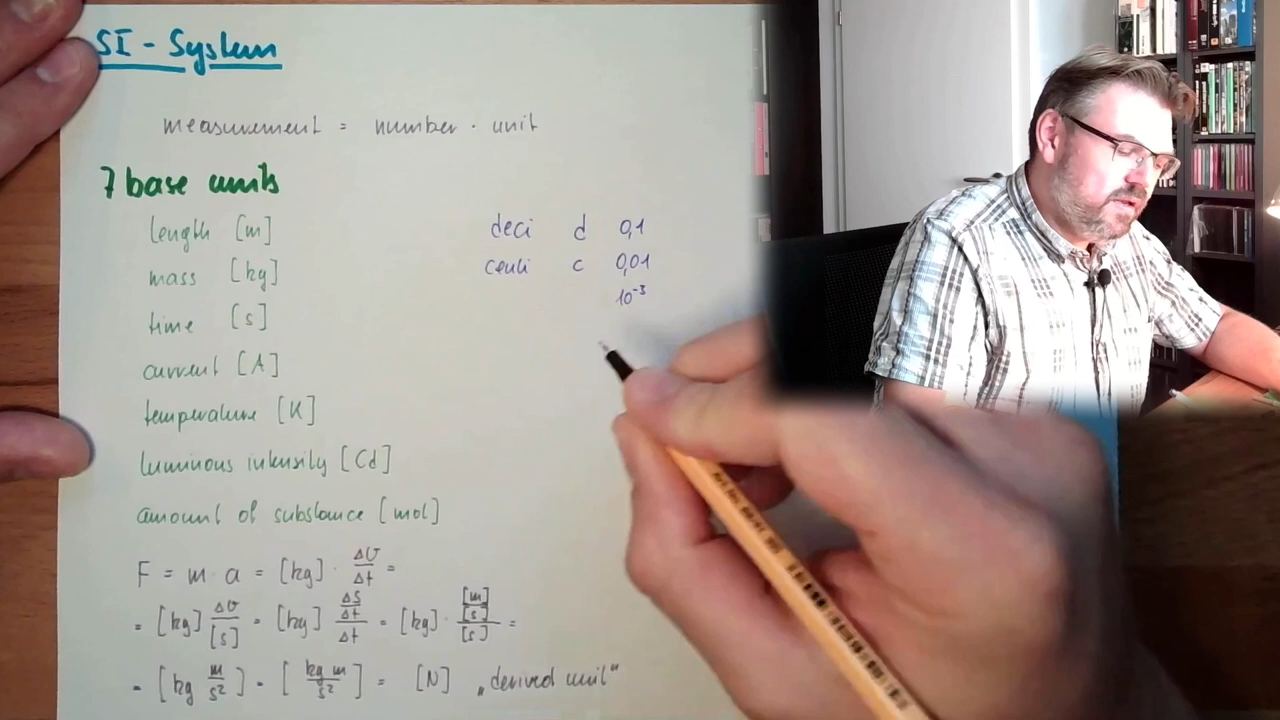 SI - System
measurement = number · unit
7 base units
length [m]
mass [kg]
time [s]
current [A]
temperature [K]
luminous intensity [Cd]
amount of substance [mol]
deci d 0,1
centi c 0,01
10⁻³
F = m · a = [kg] · Δv/Δt =
= [kg] Δv/[s] = [kg] (Δs/Δt)/Δt = [kg] · ([m]/[s])/[s] =
= [kg m/s²] = [kg m/s²] = [N] „derived unit"